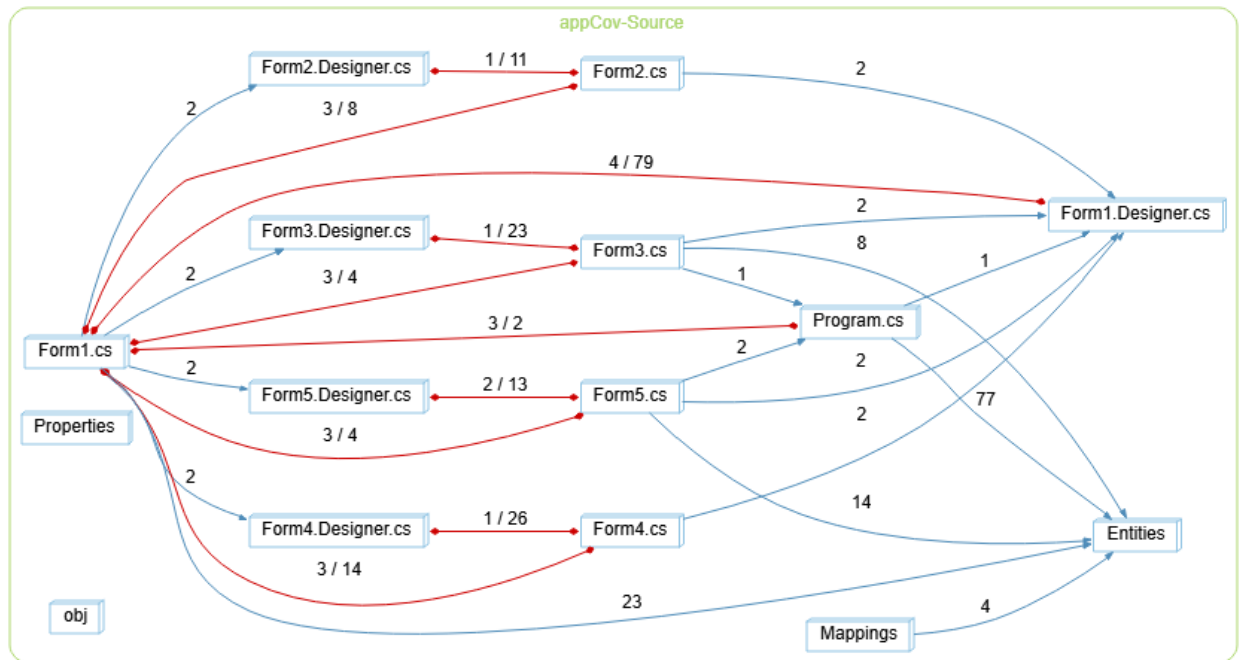 appCov-Source
Form2.Designer.cs
1 / 11
Form2.cs
2
2
3 / 8
4 / 79
Form3.Designer.cs
1 / 23
Form3.cs
2
Form1.Designer.cs
8
2
3 / 4
1
1
Form1.cs
3 / 2
Program.cs
2
2
2
Form5.Designer.cs
2 / 13
Form5.cs
77
Properties
3 / 4
2
2
14
Form4.Designer.cs
1 / 26
Form4.cs
Entities
3 / 14
obj
23
4
Mappings